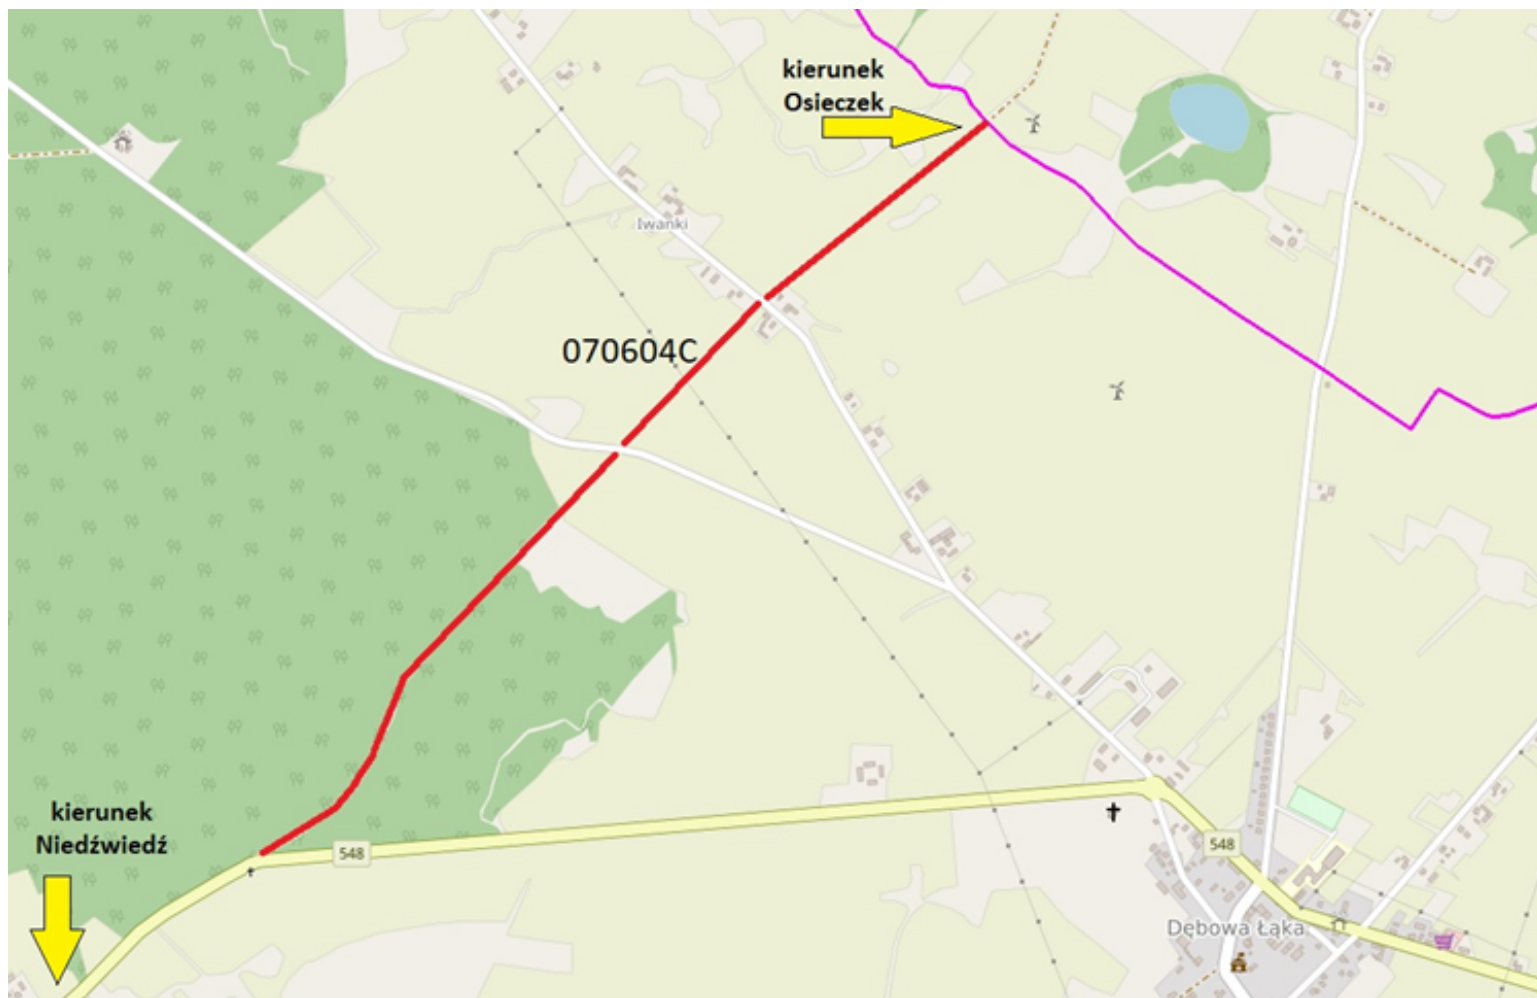 kierunek
Osieczek
Iwanki
070604C
kierunek
Niedźwiedź
548
548
Dębowa Łąka